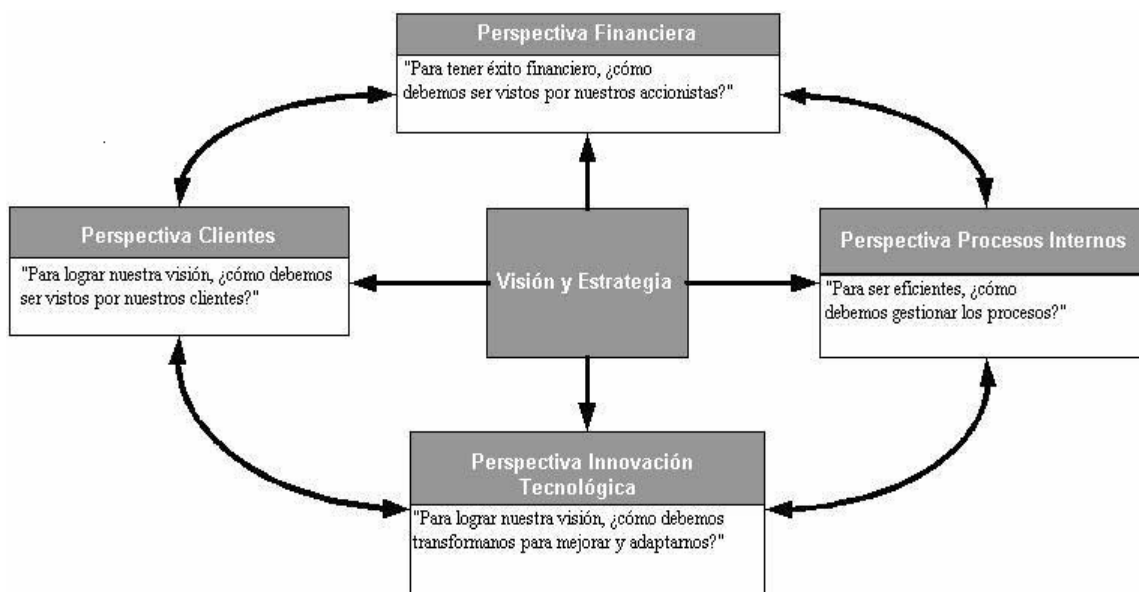 Perspectiva Financiera
"Para tener éxito financiero, ¿cómo
debemos ser vistos por nuestros accionistas?"
Perspectiva Clientes
"Para lograr nuestra visión, ¿cómo debemos
ser vistos por nuestros clientes?"
Visión y Estrategia
Perspectiva Procesos Internos
"Para ser eficientes, ¿cómo
debemos gestionar los procesos?"
Perspectiva Innovación
Tecnológica
"Para lograr nuestra visión, ¿cómo debemos
transformanos para mejorar y adaptarnos?"